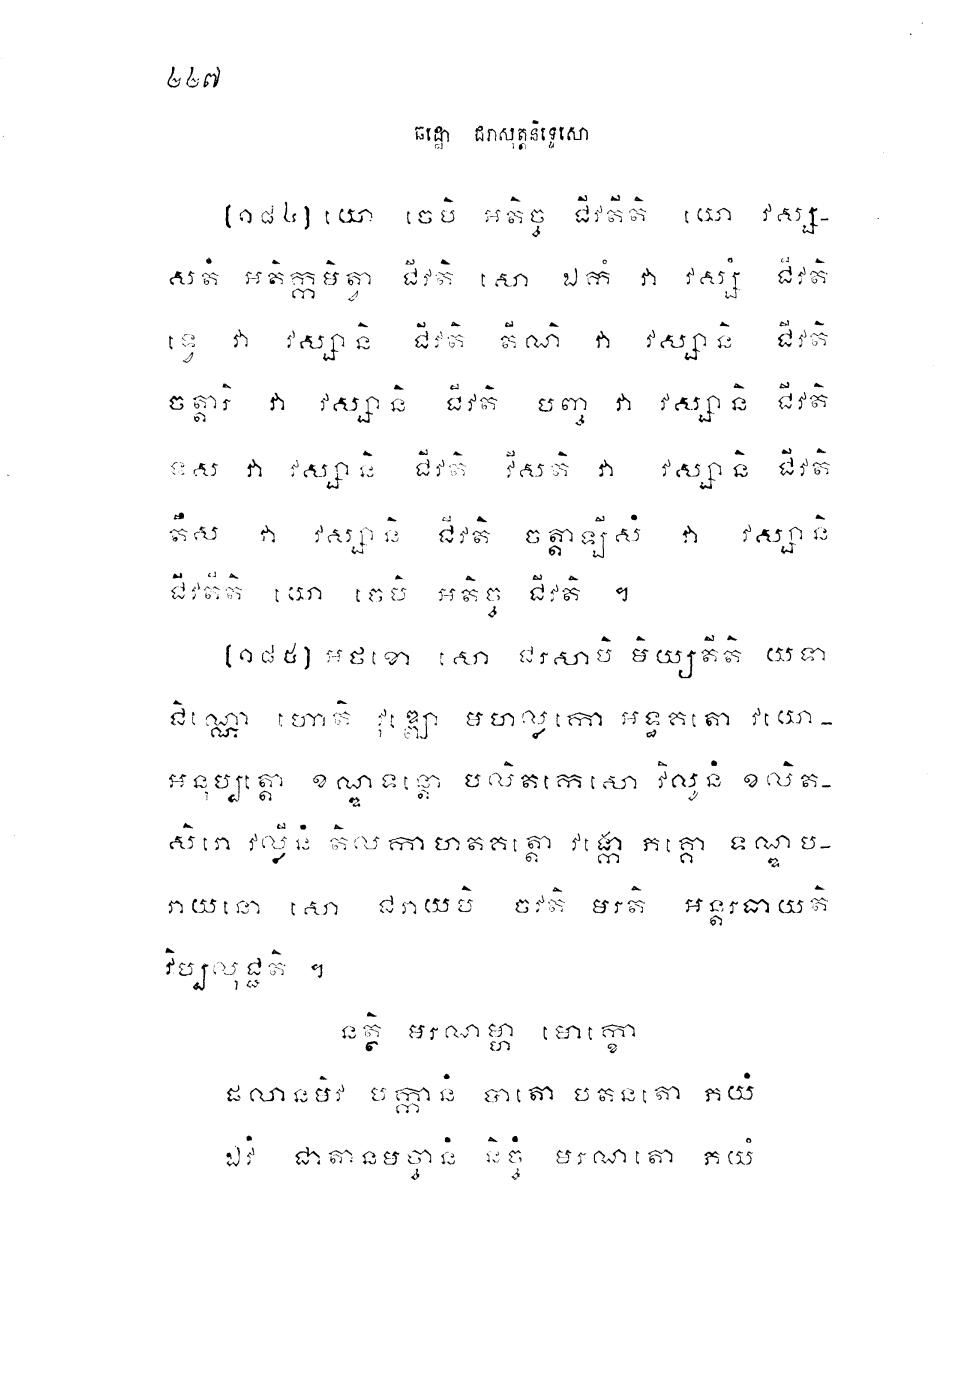 ៤៤៧
ឆដ្ឋោ ជរាសុត្តនិទ្ទេសោ
[១៨៤] យោ ចេបិ អតិច្ច ជីវតីតិ យោ វស្ស-
សតំ អតិក្កមិត្វា ជីវតិ សោ ឯកំ វា វស្សំ ជីវតិ
ទ្វេ វា វស្សានិ ជីវតិ តីណិ វា វស្សានិ ជីវតិ
ចត្តារិ វា វស្សានិ ជីវតិ បញ្ច វា វស្សានិ ជីវតិ
ទស វា វស្សានិ ជីវតិ វីសតិ វា វស្សានិ ជីវតិ
តឹស វា វស្សានិ ជីវតិ ចត្តាឡីសំ វា វស្សានិ
ជីវតីតិ យោ ចេបិ អតិច្ច ជីវតិ ។
[១៨៥] អថខោ សោ ជរសាបិ មិយ្យតីតិ យទា
ជិណ្ណោ ហោតិ វុឌ្ឍោ មហល្លកោ អន្ធគតោ វយោ-
អនុប្បត្តោ ខណ្ឌទន្តោ បលិតកេសោ វិលូនំ ខលិត-
សិរោ វល្លីនំ តិលកាហតគត្តោ វង្កោ ភគ្គោ ទណ្ឌប-
រាយនោ សោ ជរាយបិ ចវតិ មរតិ អន្តរធាយតិ
វិប្បលុជ្ជតិ ។
នត្ថិ មរណម្ហា មោក្ខោ
ផលានមិវ បក្កានំ បាតោ បតនតោ ភយំ
ឯវំ ជាតានមច្ចានំ និច្ចំ មរណតោ ភយំ